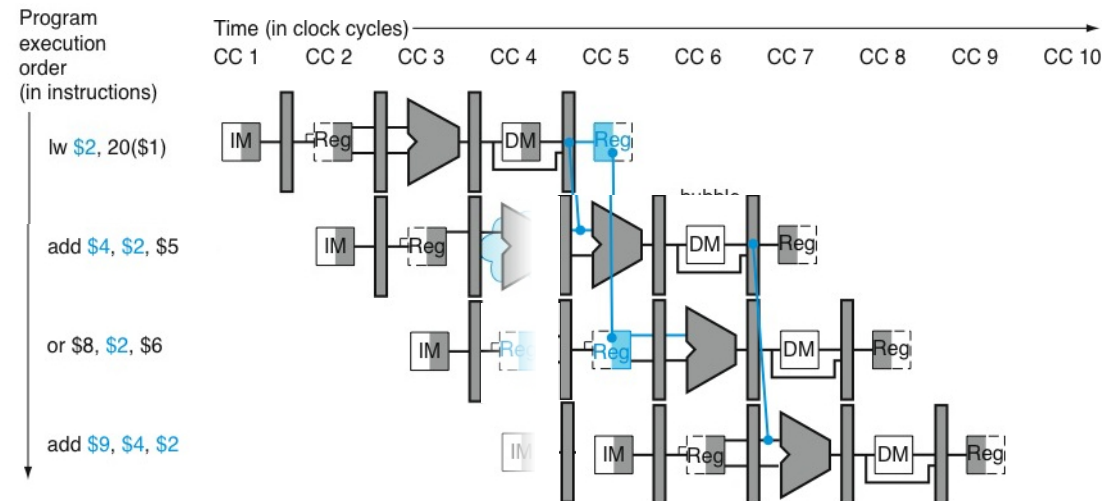 Program
execution
order
(in instructions)
Time (in clock cycles)
CC 1 CC 2 CC 3 CC 4 CC 5 CC 6 CC 7 CC 8 CC 9 CC 10
lw $2, 20($1)
IM Reg DM Reg
add $4, $2, $5
IM Reg DM Reg
or $8, $2, $6
IM Reg Reg DM Reg
add $9, $4, $2
IM IM Reg DM Reg